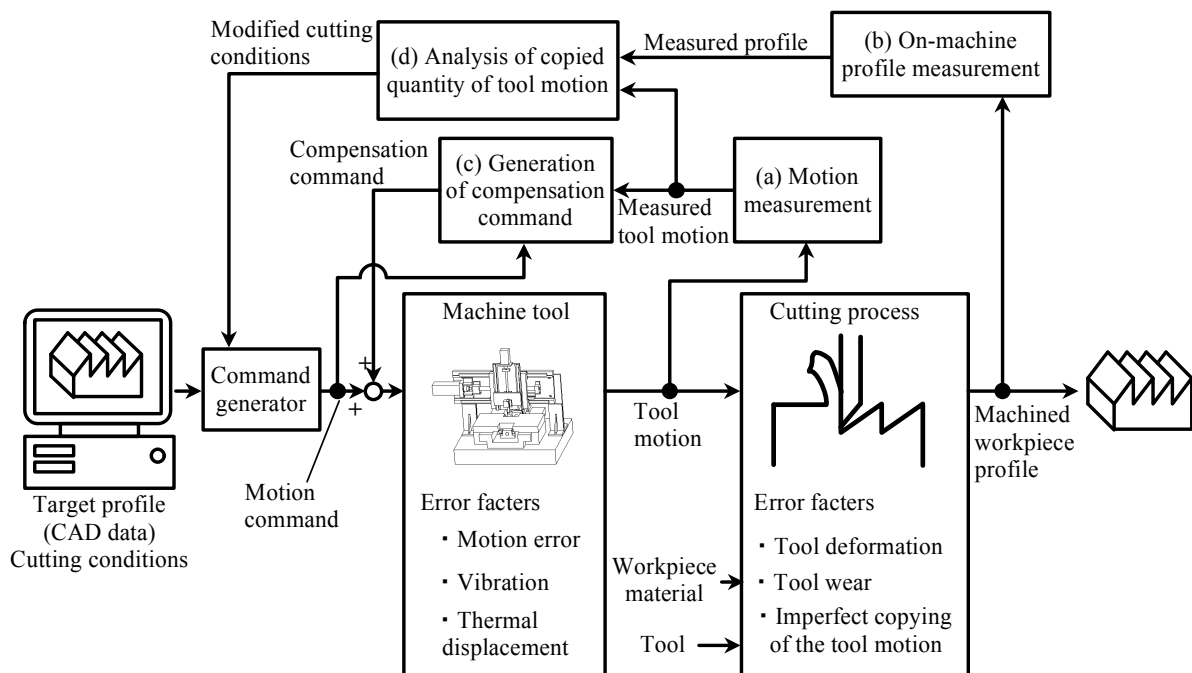 Modified cutting
conditions
(d) Analysis of copied
quantity of tool motion
Measured profile
(b) On-machine
profile measurement
Compensation
command
(c) Generation
of compensation
command
Measured
tool motion
(a) Motion
measurement
Command
generator
+
+
Machine tool
Cutting process
Tool
motion
Machined
workpiece
profile
Target profile
(CAD data)
Cutting conditions
Motion
command
Error facters
・Motion error
・Vibration
・Thermal
displacement
Workpiece
material
Tool
Error facters
・Tool deformation
・Tool wear
・Imperfect copying
of the tool motion